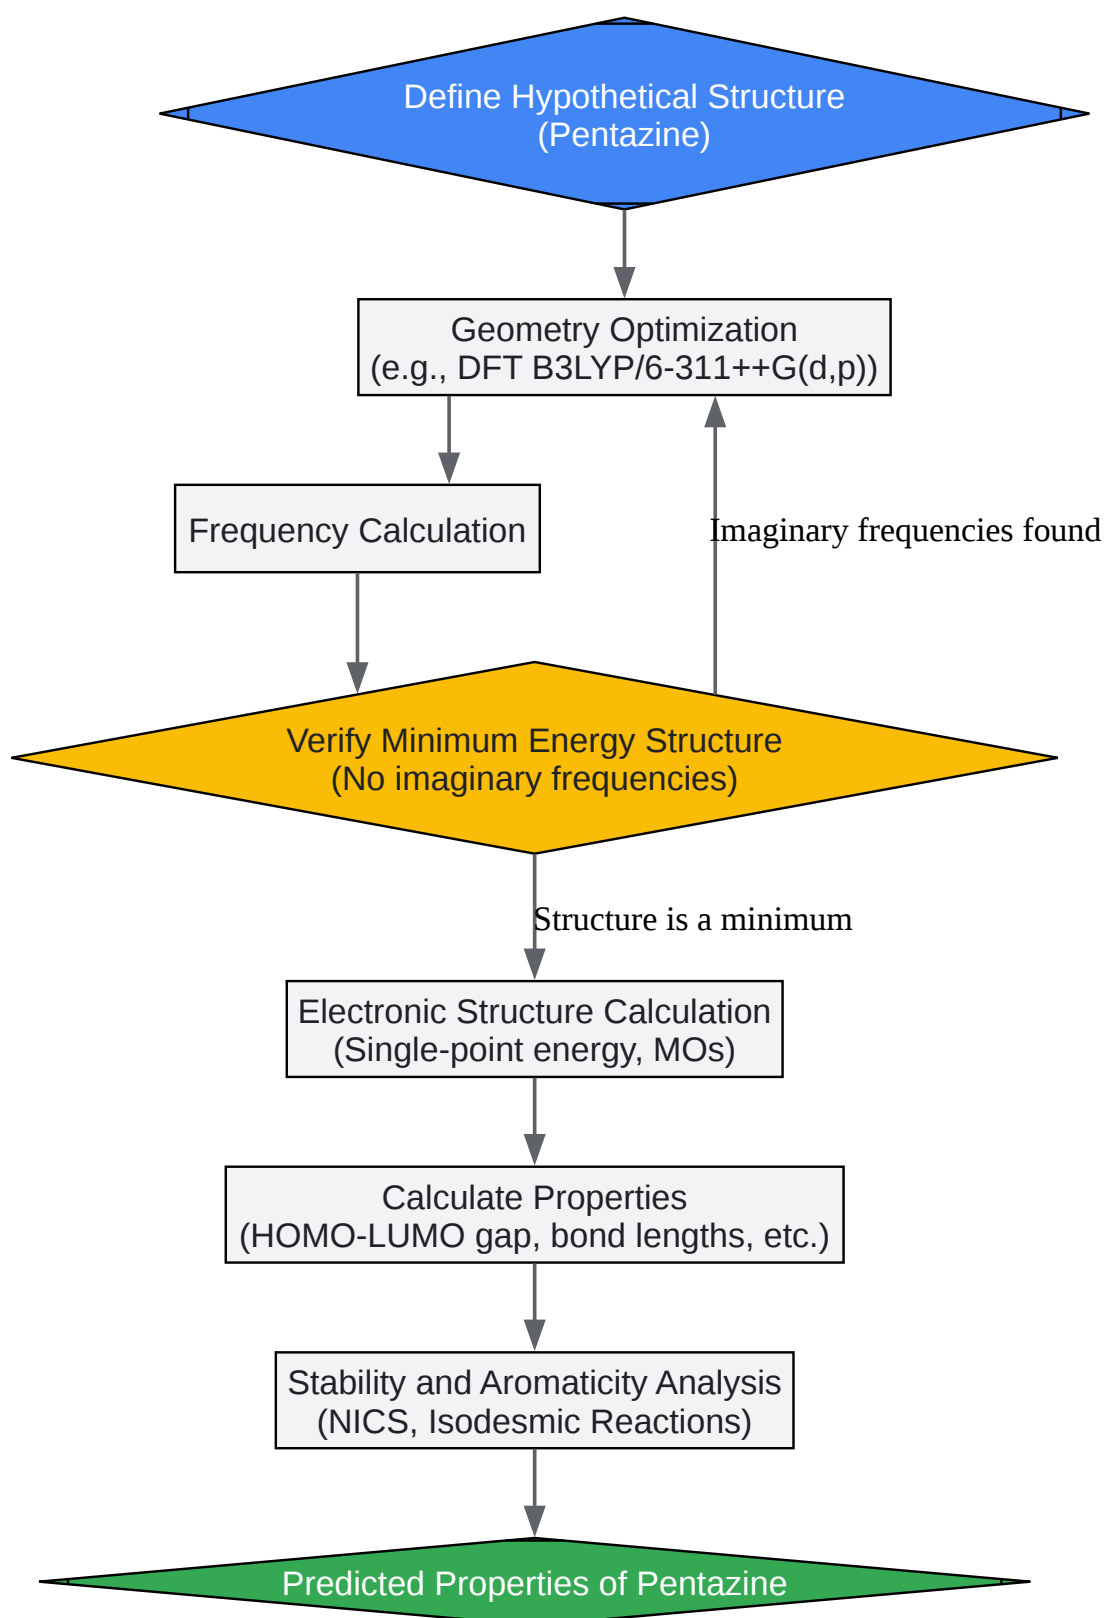 Define Hypothetical Structure
(Pentazine)
Geometry Optimization
(e.g., DFT B3LYP/6-311++G(d,p))
Frequency Calculation
Imaginary frequencies found
Verify Minimum Energy Structure
(No imaginary frequencies)
Structure is a minimum
Electronic Structure Calculation
(Single-point energy, MOs)
Calculate Properties
(HOMO-LUMO gap, bond lengths, etc.)
Stability and Aromaticity Analysis
(NICS, Isodesmic Reactions)
Predicted Properties of Pentazine